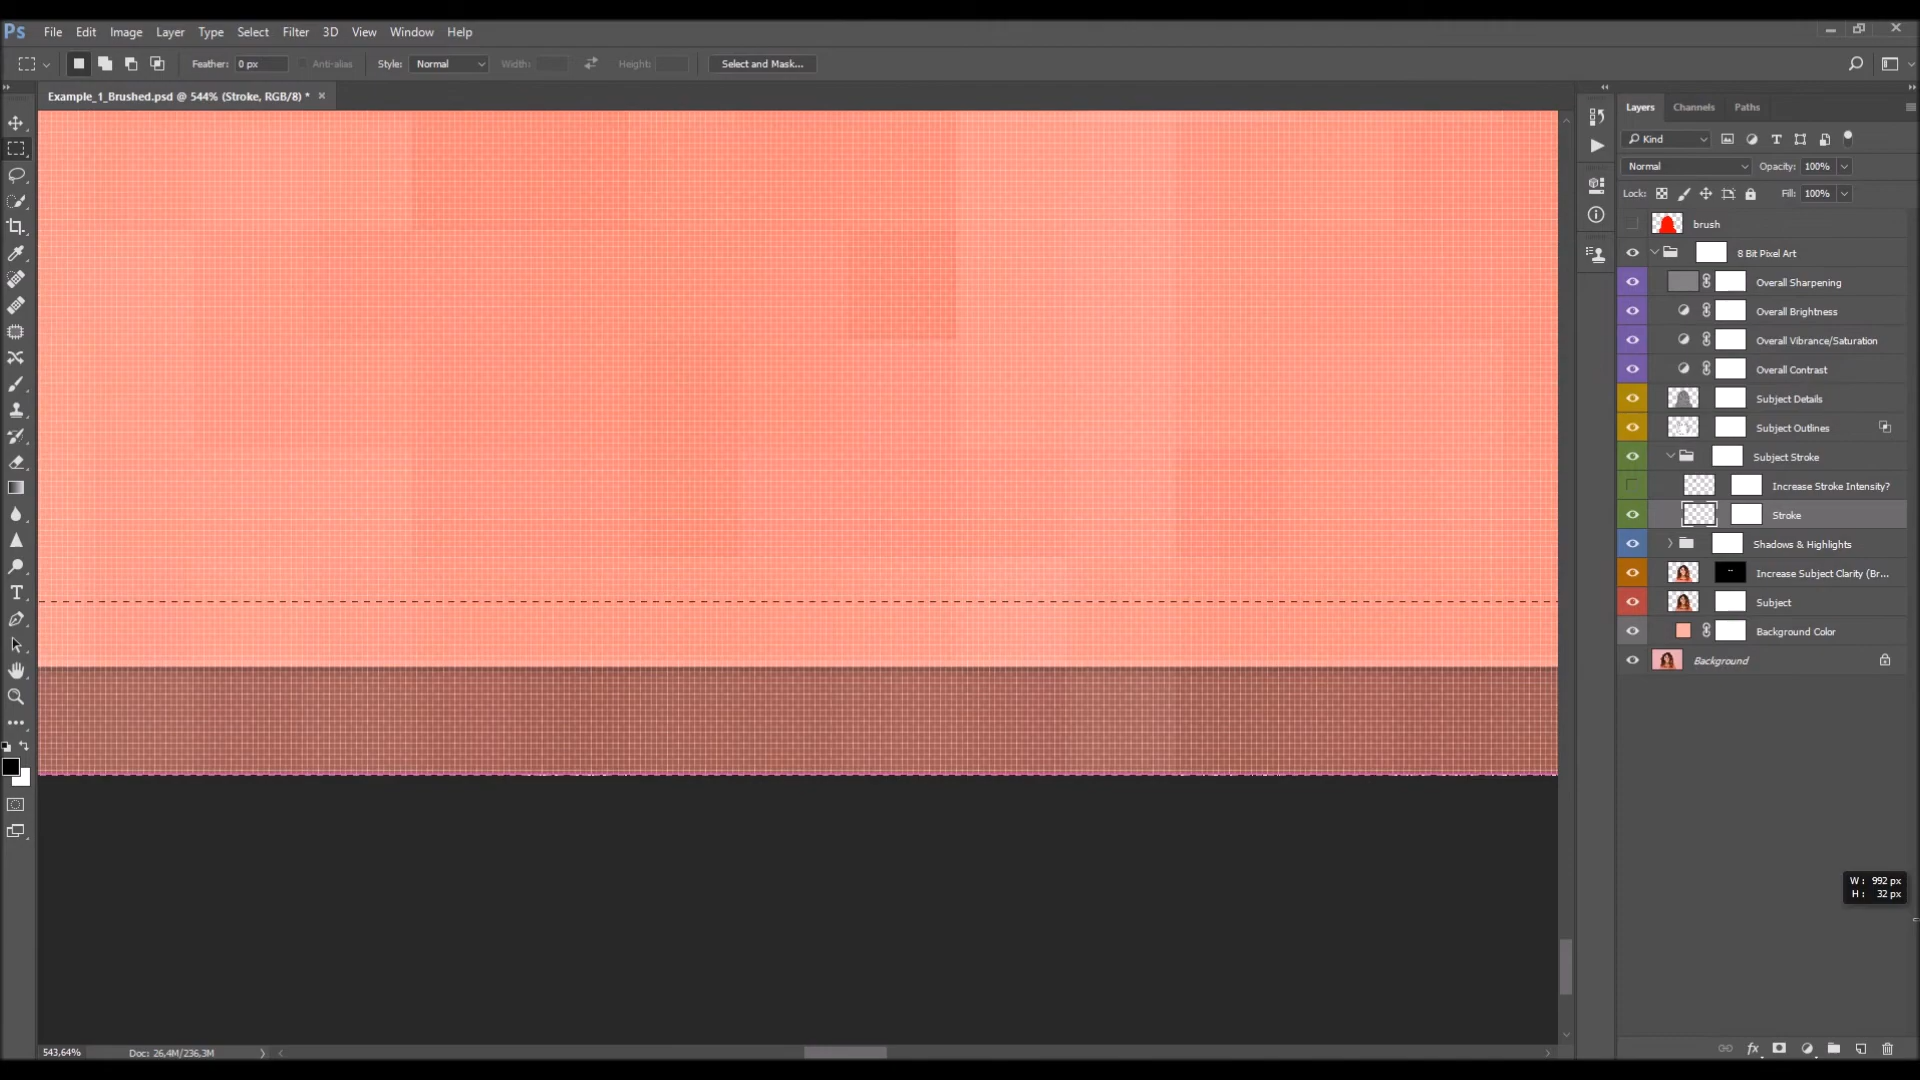 Ps File Edit Image Layer Type Select Filter 3D View Window Help
Feather: 0 px Anti-alias Style: Normal Width: Height: Select and Mask...
Example_1_Brushed.psd @ 544% (Stroke, RGB/8) *
Layers Channels Paths
Kind
Normal Opacity: 100%
Lock: Fill: 100%
brush
8 Bit Pixel Art
Overall Sharpening
Overall Brightness
Overall Vibrance/Saturation
Overall Contrast
Subject Details
Subject Outlines
Subject Stroke
Increase Stroke Intensity?
Stroke
Shadows & Highlights
Increase Subject Clarity (Br...
Subject
Background Color
Background
W: 992 px
H: 32 px
543,64% Doc: 26,4M/236,3M